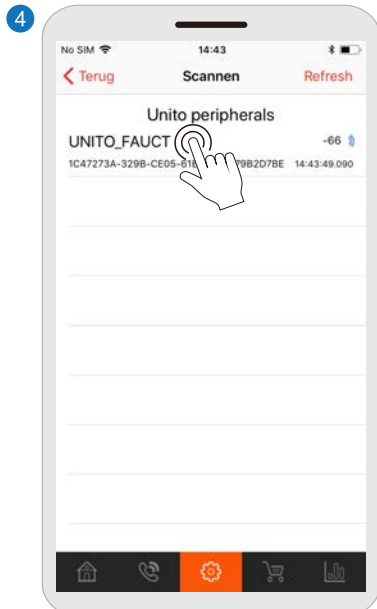 4
No SIM 14:43
Terug Scannen Refresh
Unito peripherals
UNITO_FAUCT -66
1C47273A-329B-CE05- 79B2D7BE 14:43:49.090